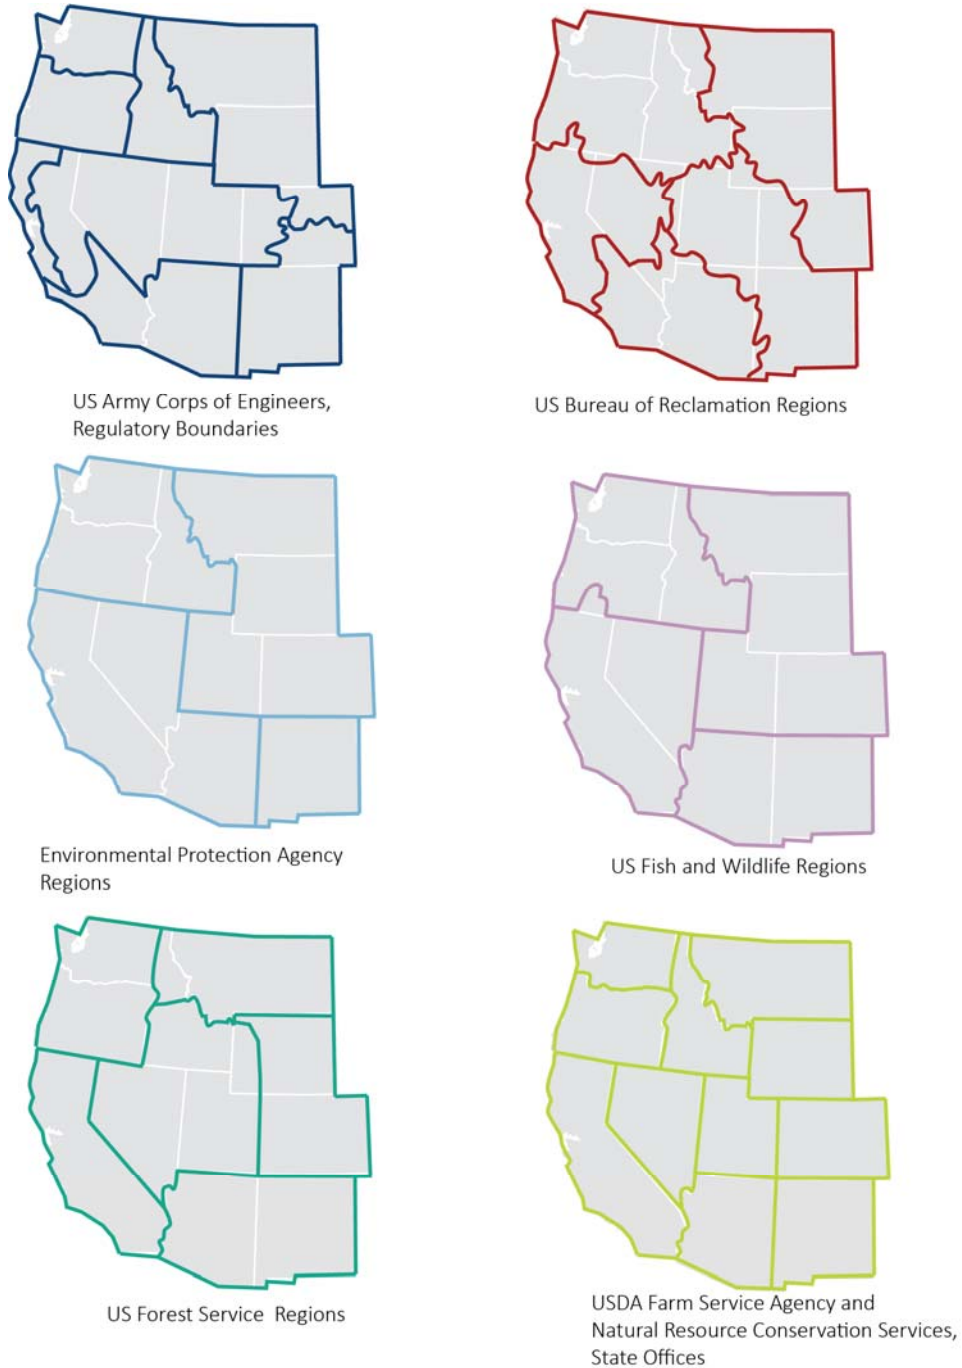 US Army Corps of Engineers,
Regulatory Boundaries
US Bureau of Reclamation Regions
Environmental Protection Agency
Regions
US Fish and Wildlife Regions
US Forest Service Regions
USDA Farm Service Agency and
Natural Resource Conservation Services,
State Offices